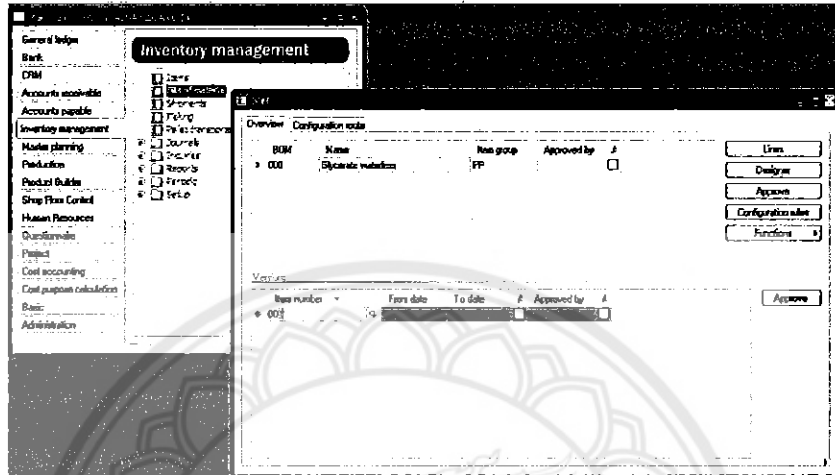 General ledger
Bank
CRM
Accounts receivable
Accounts payable
Inventory management
Master planning
Production
Product Builder
Shop Floor Control
Human Resources
Questionnaire
Project
Cost accounting
Cost purpose calculation
Basic
Administration
Inventory management
Items
Shipments
Picking
Pallet transports
Journals
Inquiries
Reports
Periodic
Setup
Overview Configuration route
BOM Name Item group Approved by A
000 FP
Versions
Item number From date To date A Approved by A
Lines
Designer
Approve
Configuration rules
Functions
Approve